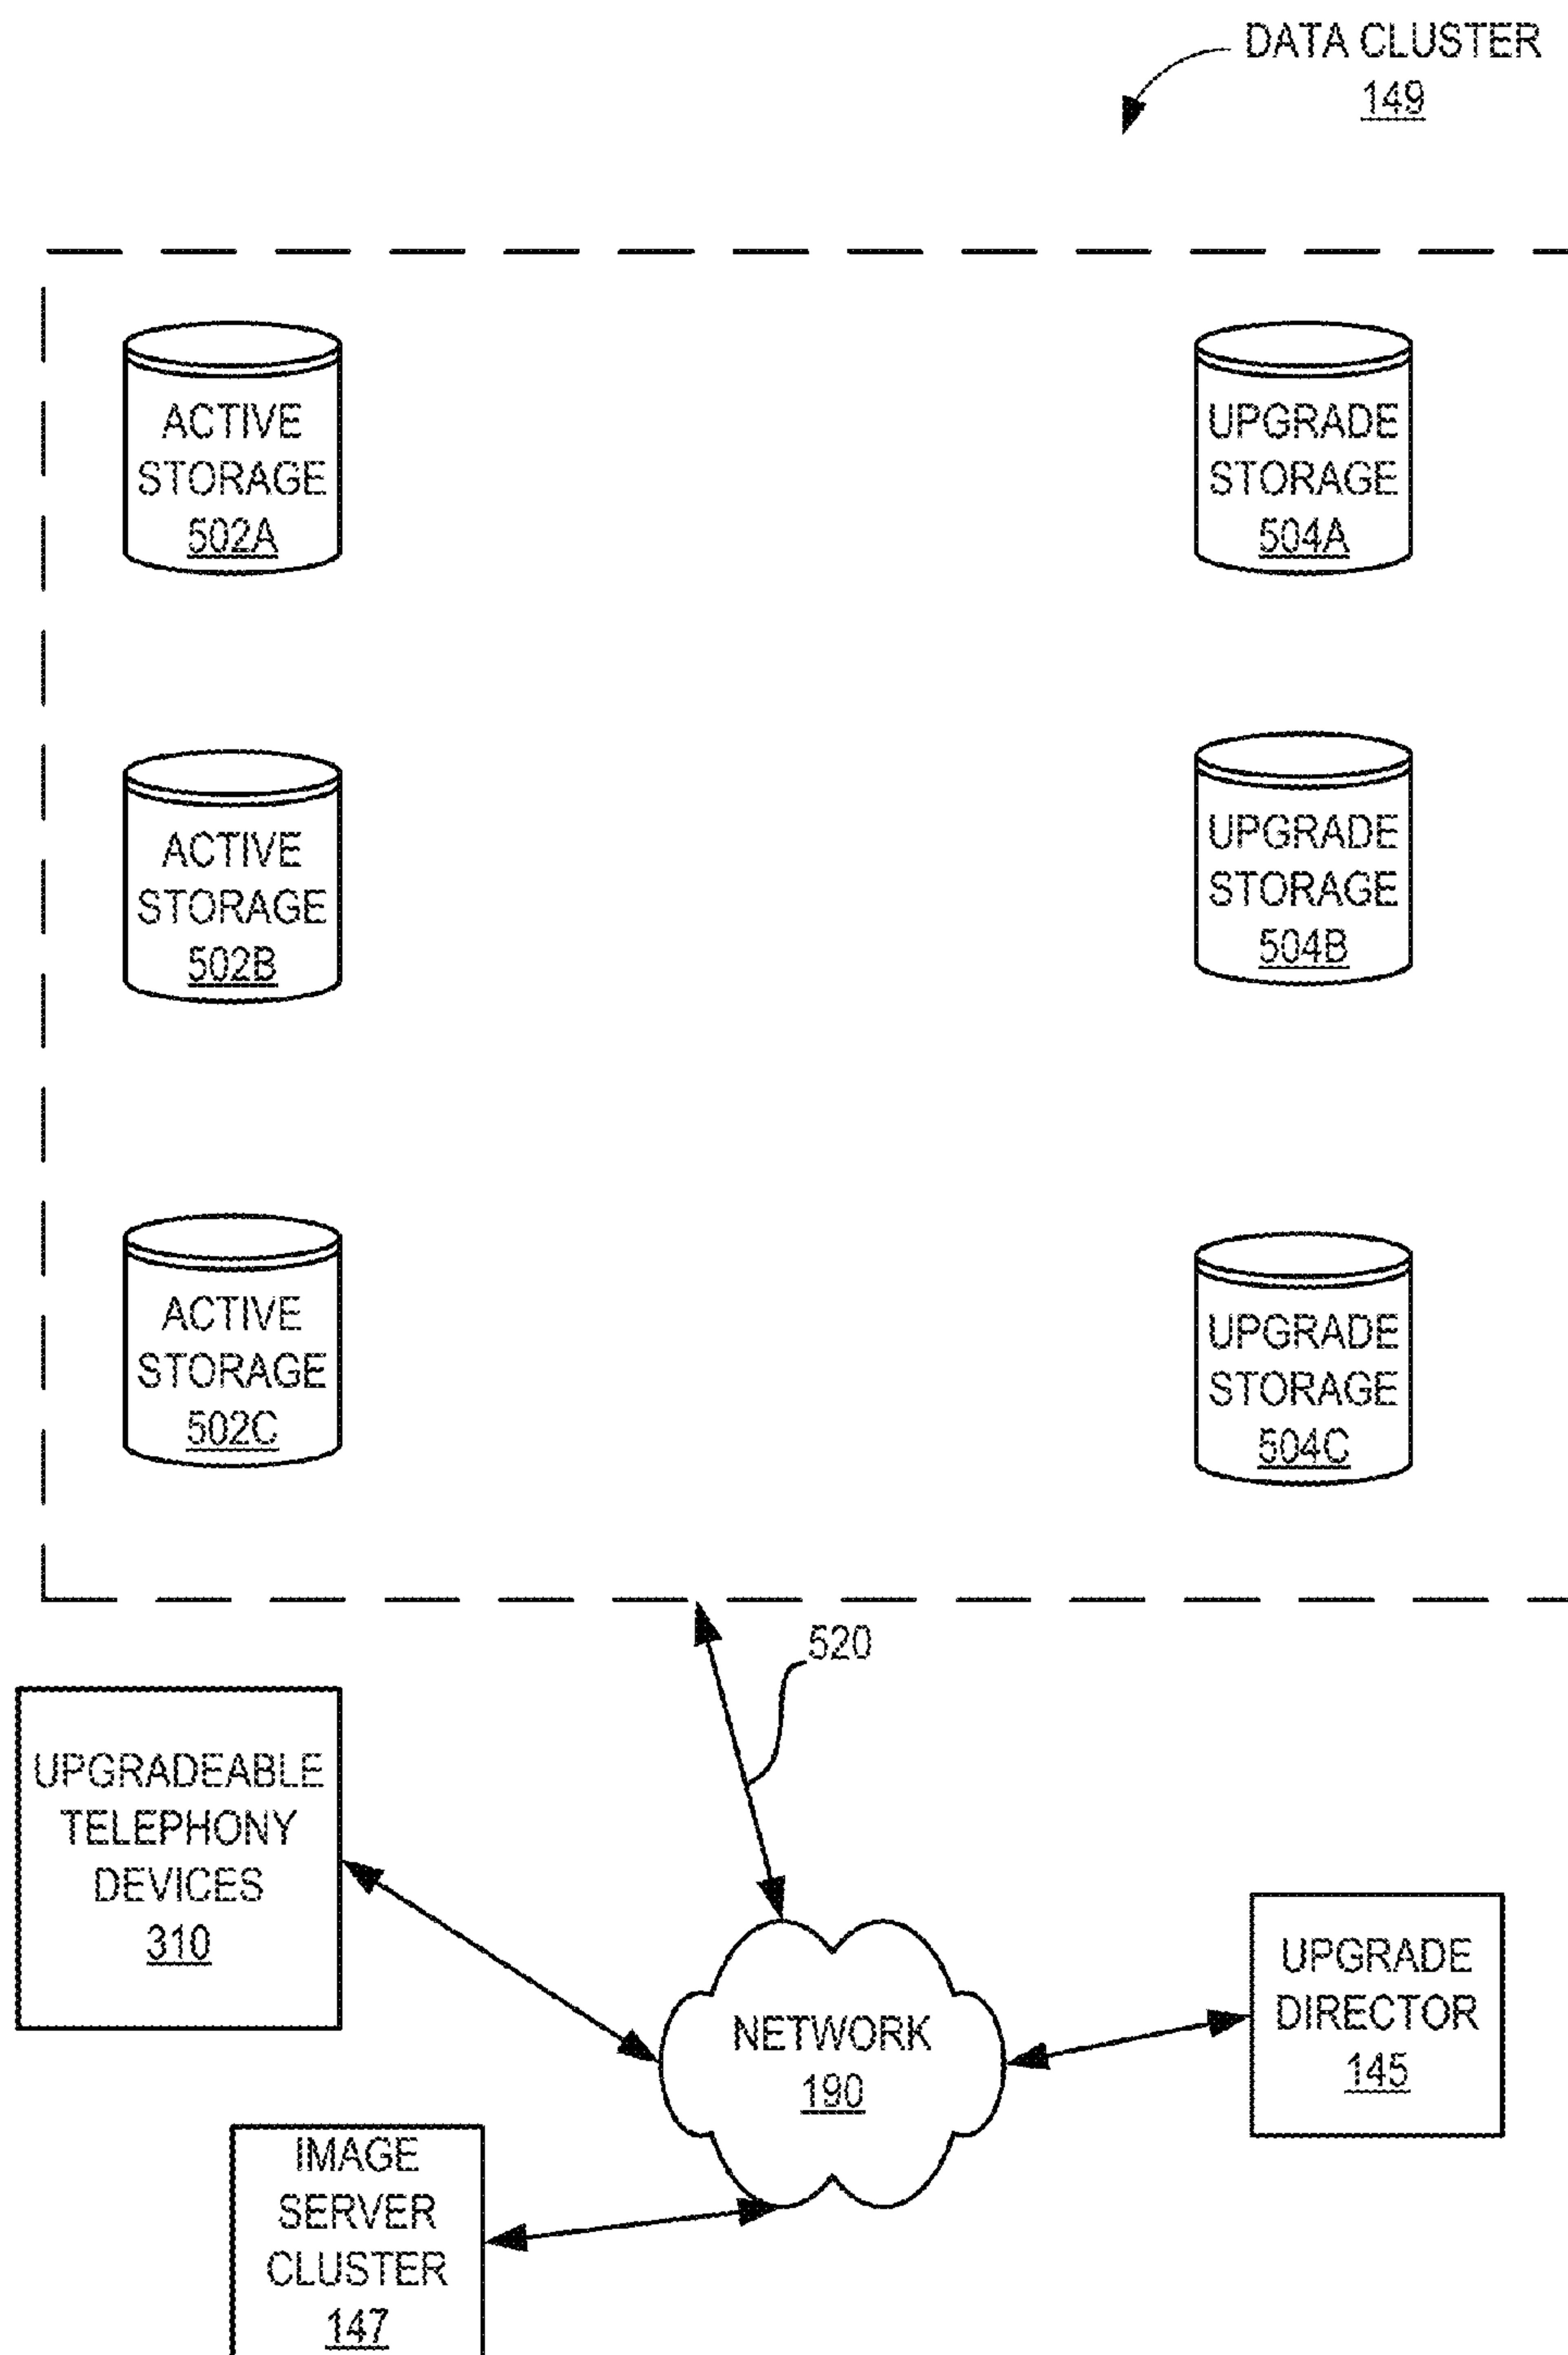 DATA CLUSTER
149
ACTIVE
STORAGE
502A
UPGRADE
STORAGE
504A
ACTIVE
STORAGE
502B
UPGRADE
STORAGE
504B
ACTIVE
STORAGE
502C
UPGRADE
STORAGE
504C
520
UPGRADEABLE
TELEPHONY
DEVICES
310
NETWORK
190
UPGRADE
DIRECTOR
145
IMAGE
SERVER
CLUSTER
147